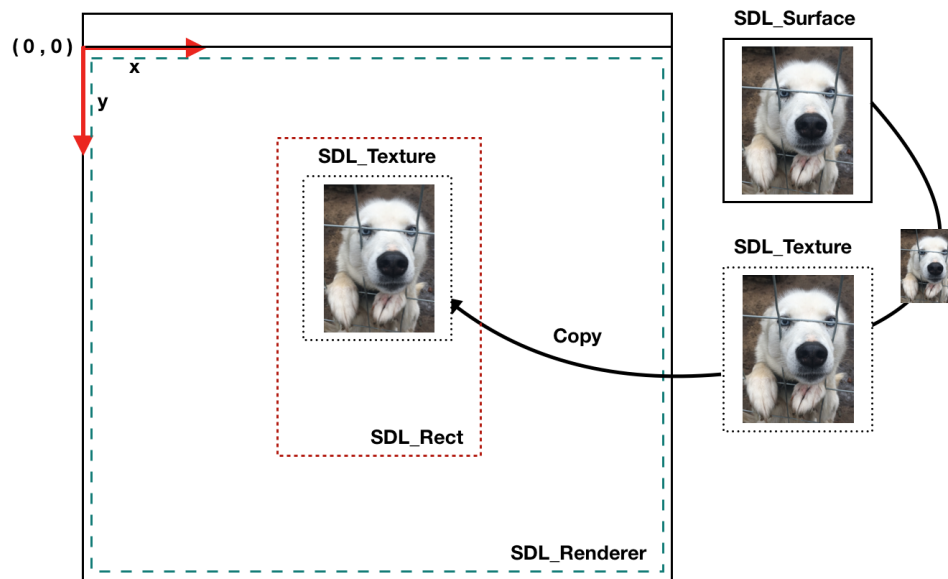 SDL_Surface
(0,0)
x
y
SDL_Texture
SDL_Texture
Copy
SDL_Rect
SDL_Renderer